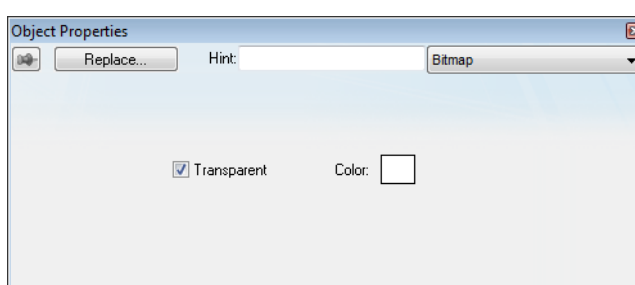 Object Properties
Replace... Hint: Bitmap
Transparent Color: